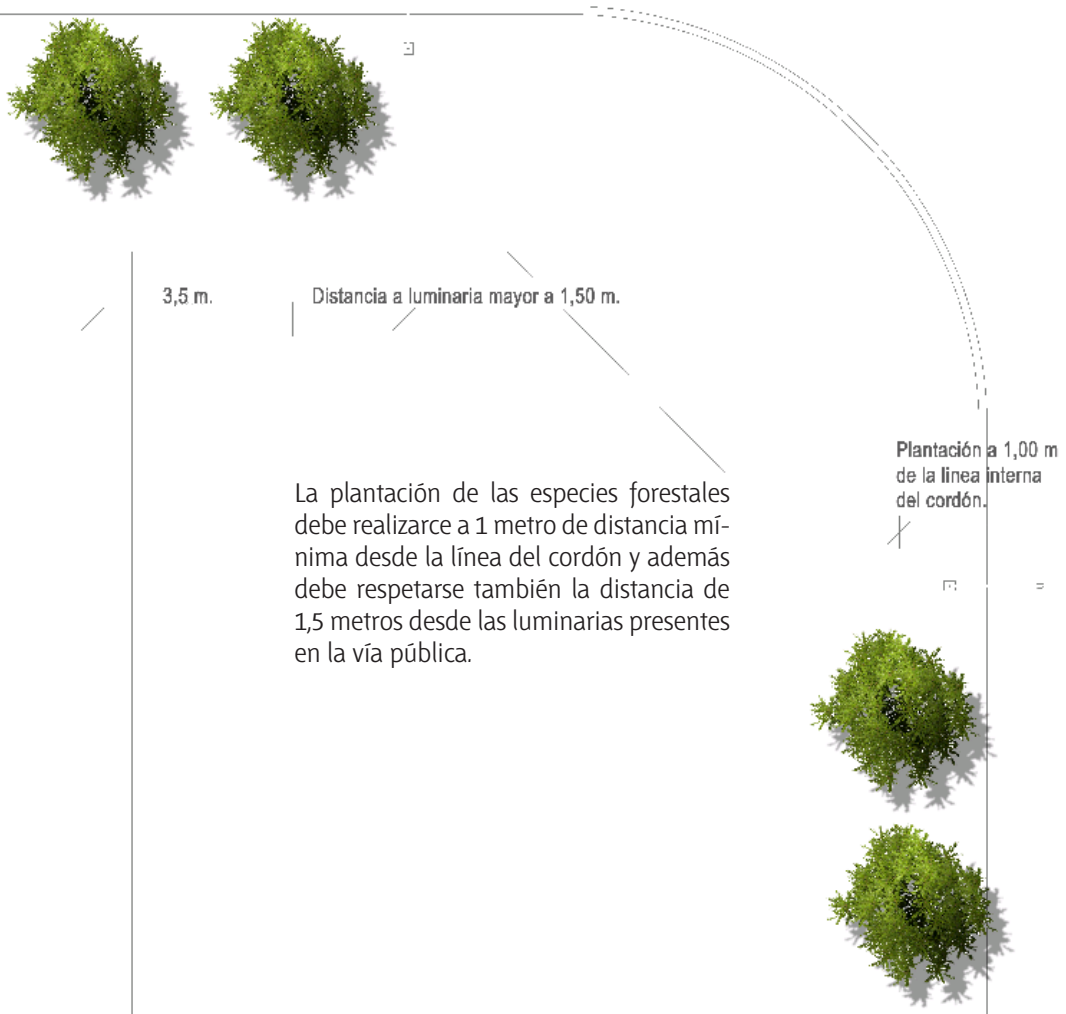 3,5 m.
Distancia a luminaria mayor a 1,50 m.
Plantación a 1,00 m
de la linea interna
del cordón.
La plantación de las especies forestales
debe realizarce a 1 metro de distancia mí-
nima desde la línea del cordón y además
debe respetarse también la distancia de
1,5 metros desde las luminarias presentes
en la vía pública.